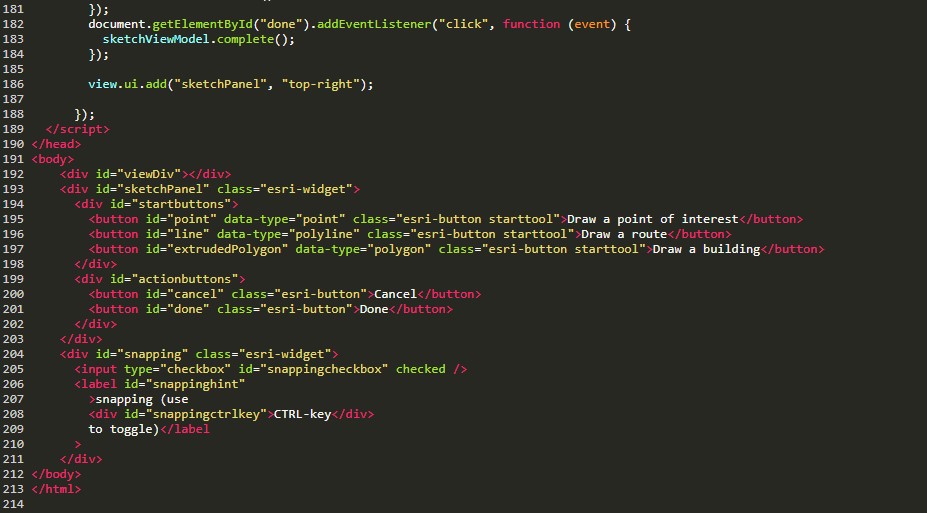 181 });
182 document.getElementById("done").addEventListener("click", function (event) {
183 sketchViewModel.complete();
184 });
185
186 view.ui.add("sketchPanel", "top-right");
187
188 });
189 </script>
190 </head>
191 <body>
192 <div id="viewDiv"></div>
193 <div id="sketchPanel" class="esri-widget">
194 <div id="startbuttons">
195 <button id="point" data-type="point" class="esri-button starttool">Draw a point of interest</button>
196 <button id="line" data-type="polyline" class="esri-button starttool">Draw a route</button>
197 <button id="extrudedPolygon" data-type="polygon" class="esri-button starttool">Draw a building</button>
198 </div>
199 <div id="actionbuttons">
200 <button id="cancel" class="esri-button">Cancel</button>
201 <button id="done" class="esri-button">Done</button>
202 </div>
203 </div>
204 <div id="snapping" class="esri-widget">
205 <input type="checkbox" id="snappingcheckbox" checked />
206 <label id="snappinghint"
207 >snapping (use
208 <div id="snappingctrlkey">CTRL-key</div>
209 to toggle)</label
210 >
211 </div>
212 </body>
213 </html>
214